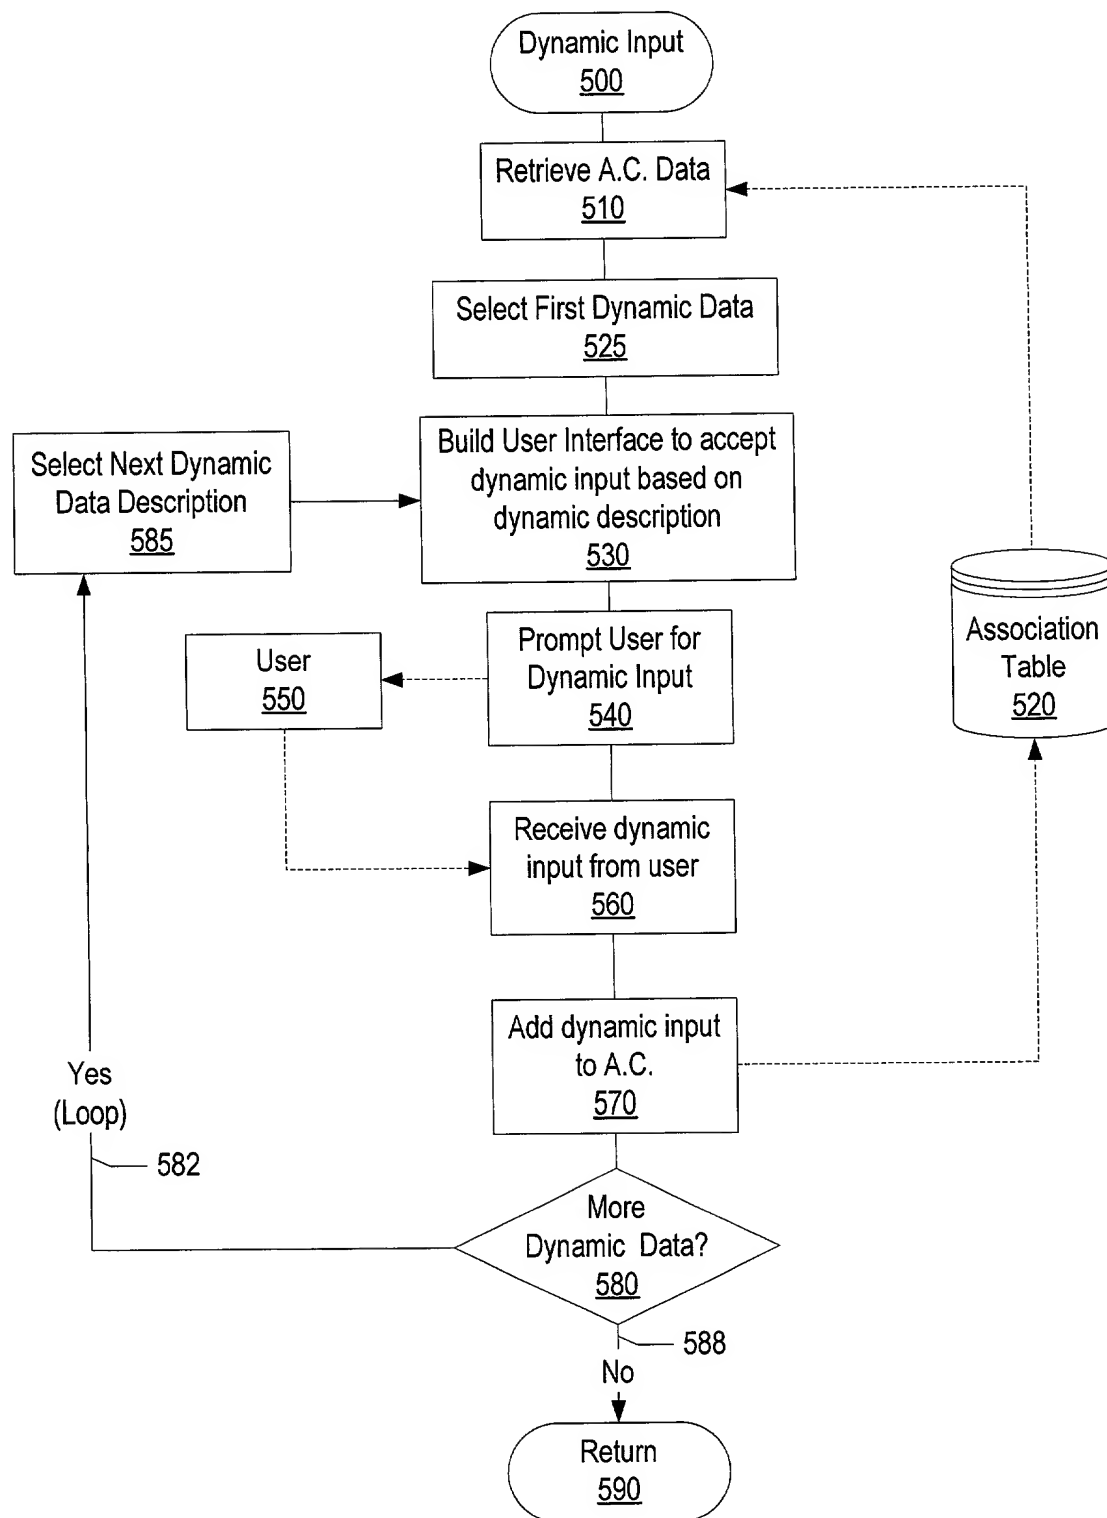 Dynamic Input
500
Retrieve A.C. Data
510
Select First Dynamic Data
525
Build User Interface to accept
dynamic input based on
dynamic description
530
Select Next Dynamic
Data Description
585
Association
Table
520
User
550
Prompt User for
Dynamic Input
540
Receive dynamic
input from user
560
Add dynamic input
to A.C.
570
Yes
(Loop)
582
More
Dynamic Data?
580
588
No
Return
590